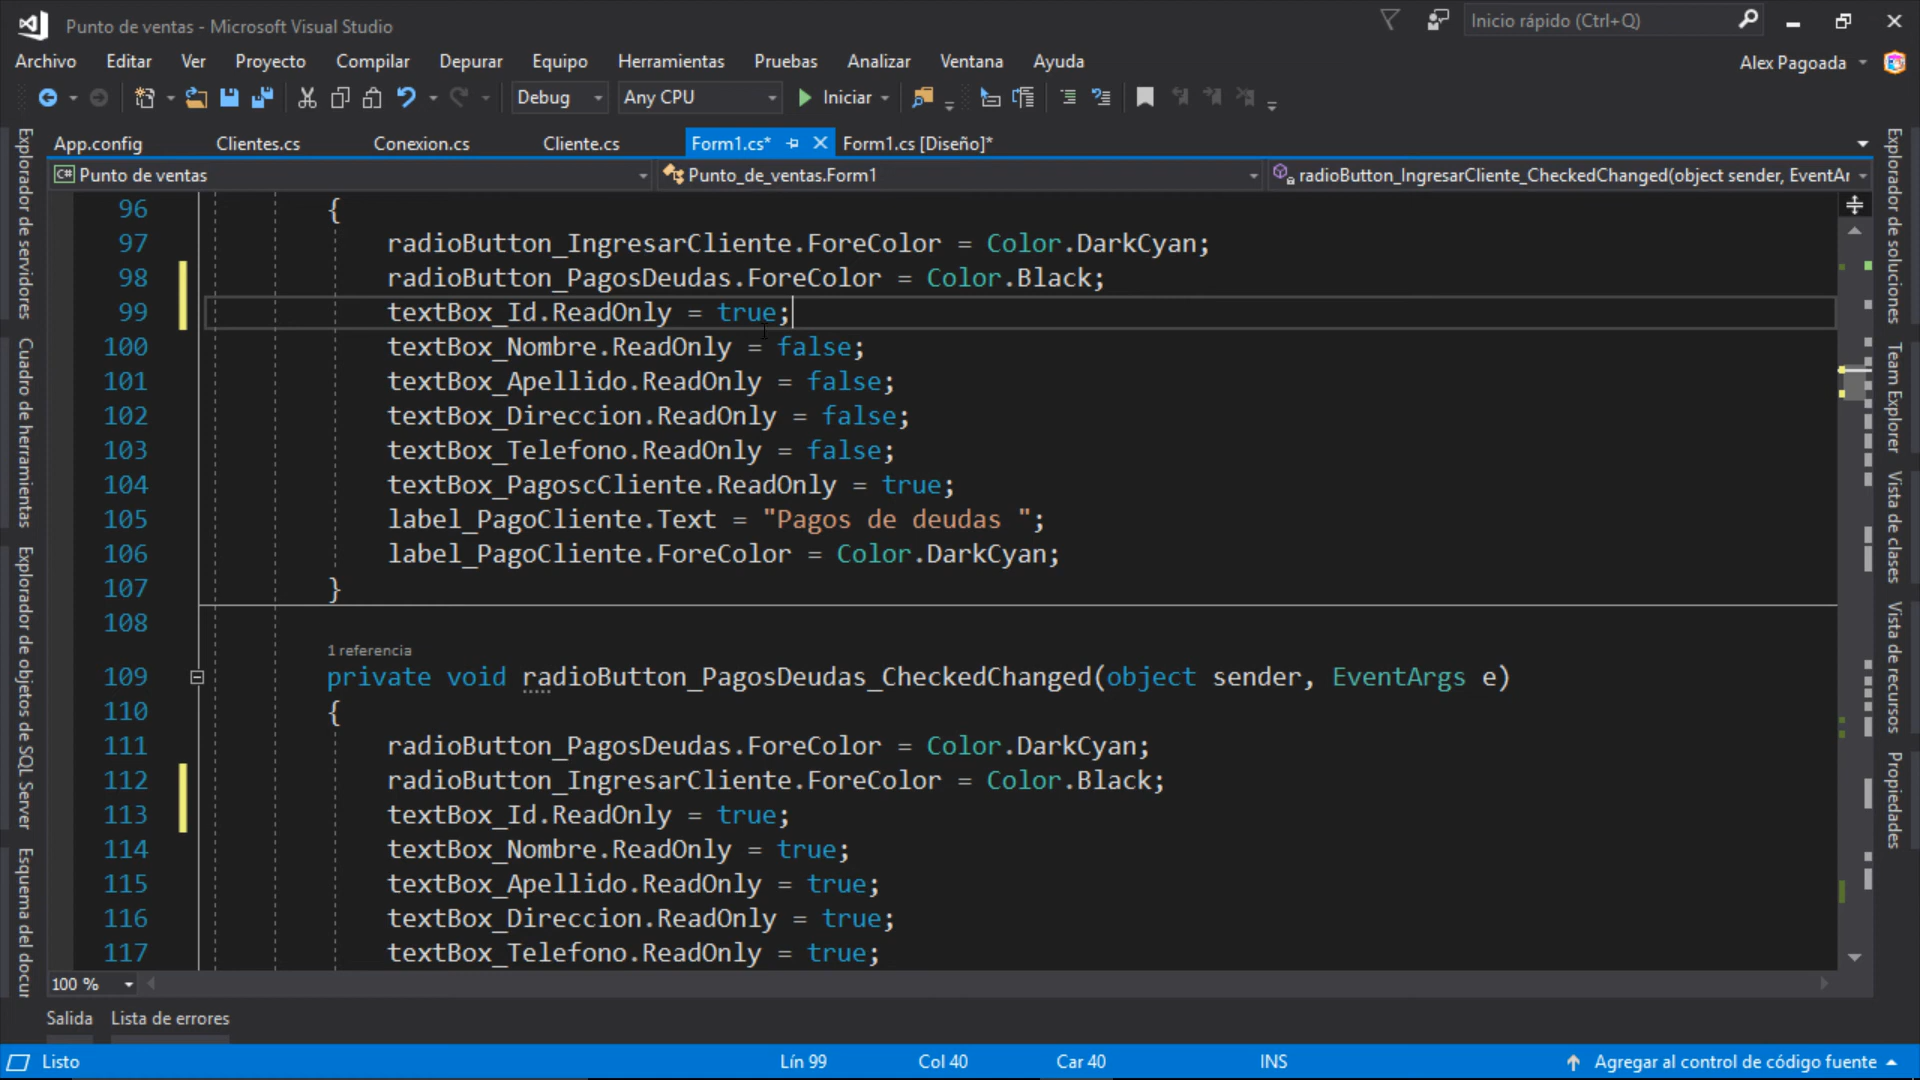 Punto de ventas - Microsoft Visual Studio
Inicio rápido (Ctrl+Q)
Archivo Editar Ver Proyecto Compilar Depurar Equipo Herramientas Pruebas Analizar Ventana Ayuda
Alex Pagoada
Debug Any CPU Iniciar
App.config Clientes.cs Conexion.cs Cliente.cs Form1.cs* Form1.cs [Diseño]*
C# Punto de ventas Punto_de_ventas.Form1 radioButton_IngresarCliente_CheckedChanged(object sender, EventAr
96 {
97 radioButton_IngresarCliente.ForeColor = Color.DarkCyan;
98 radioButton_PagosDeudas.ForeColor = Color.Black;
99 textBox_Id.ReadOnly = true;
100 textBox_Nombre.ReadOnly = false;
101 textBox_Apellido.ReadOnly = false;
102 textBox_Direccion.ReadOnly = false;
103 textBox_Telefono.ReadOnly = false;
104 textBox_PagoscCliente.ReadOnly = true;
105 label_PagoCliente.Text = "Pagos de deudas ";
106 label_PagoCliente.ForeColor = Color.DarkCyan;
107 }
108
1 referencia
109 private void radioButton_PagosDeudas_CheckedChanged(object sender, EventArgs e)
110 {
111 radioButton_PagosDeudas.ForeColor = Color.DarkCyan;
112 radioButton_IngresarCliente.ForeColor = Color.Black;
113 textBox_Id.ReadOnly = true;
114 textBox_Nombre.ReadOnly = true;
115 textBox_Apellido.ReadOnly = true;
116 textBox_Direccion.ReadOnly = true;
117 textBox_Telefono.ReadOnly = true;
Explorador de servidores
Cuadro de herramientas
Explorador de objetos de SQL Server
Esquema del docur
Explorador de soluciones
Team Explorer
Vista de clases
Vista de recursos
Propiedades
100 %
Salida Lista de errores
Listo Lín 99 Col 40 Car 40 INS Agregar al control de código fuente